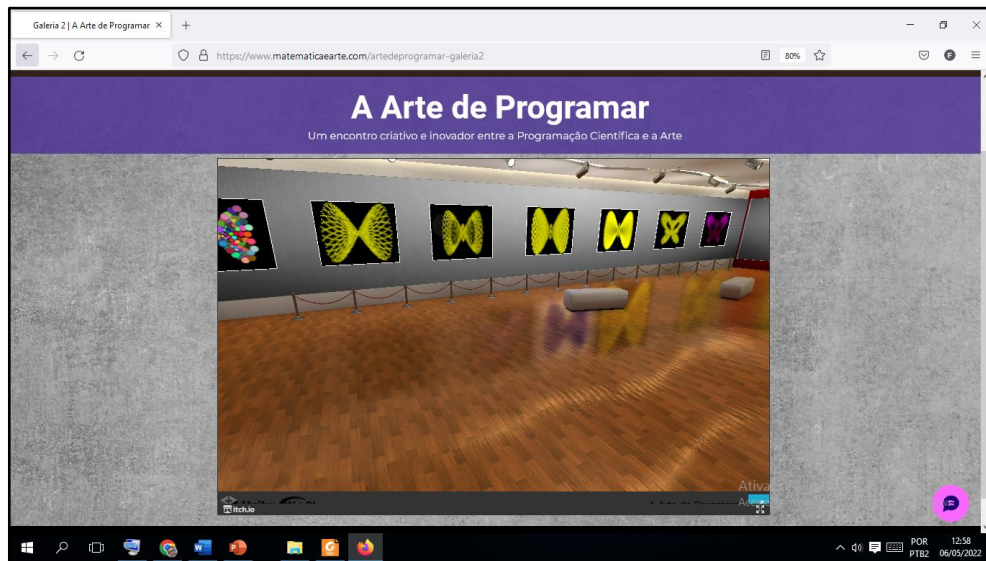 Galeria 2 | A Arte de Programar
https://www.matematicaearte.com/artedeprogramar-galeria2
80%
A Arte de Programar
Um encontro criativo e inovador entre a Programação Científica e a Arte
Ativa
itch.io
POR
PTB2
12:58
06/05/2022